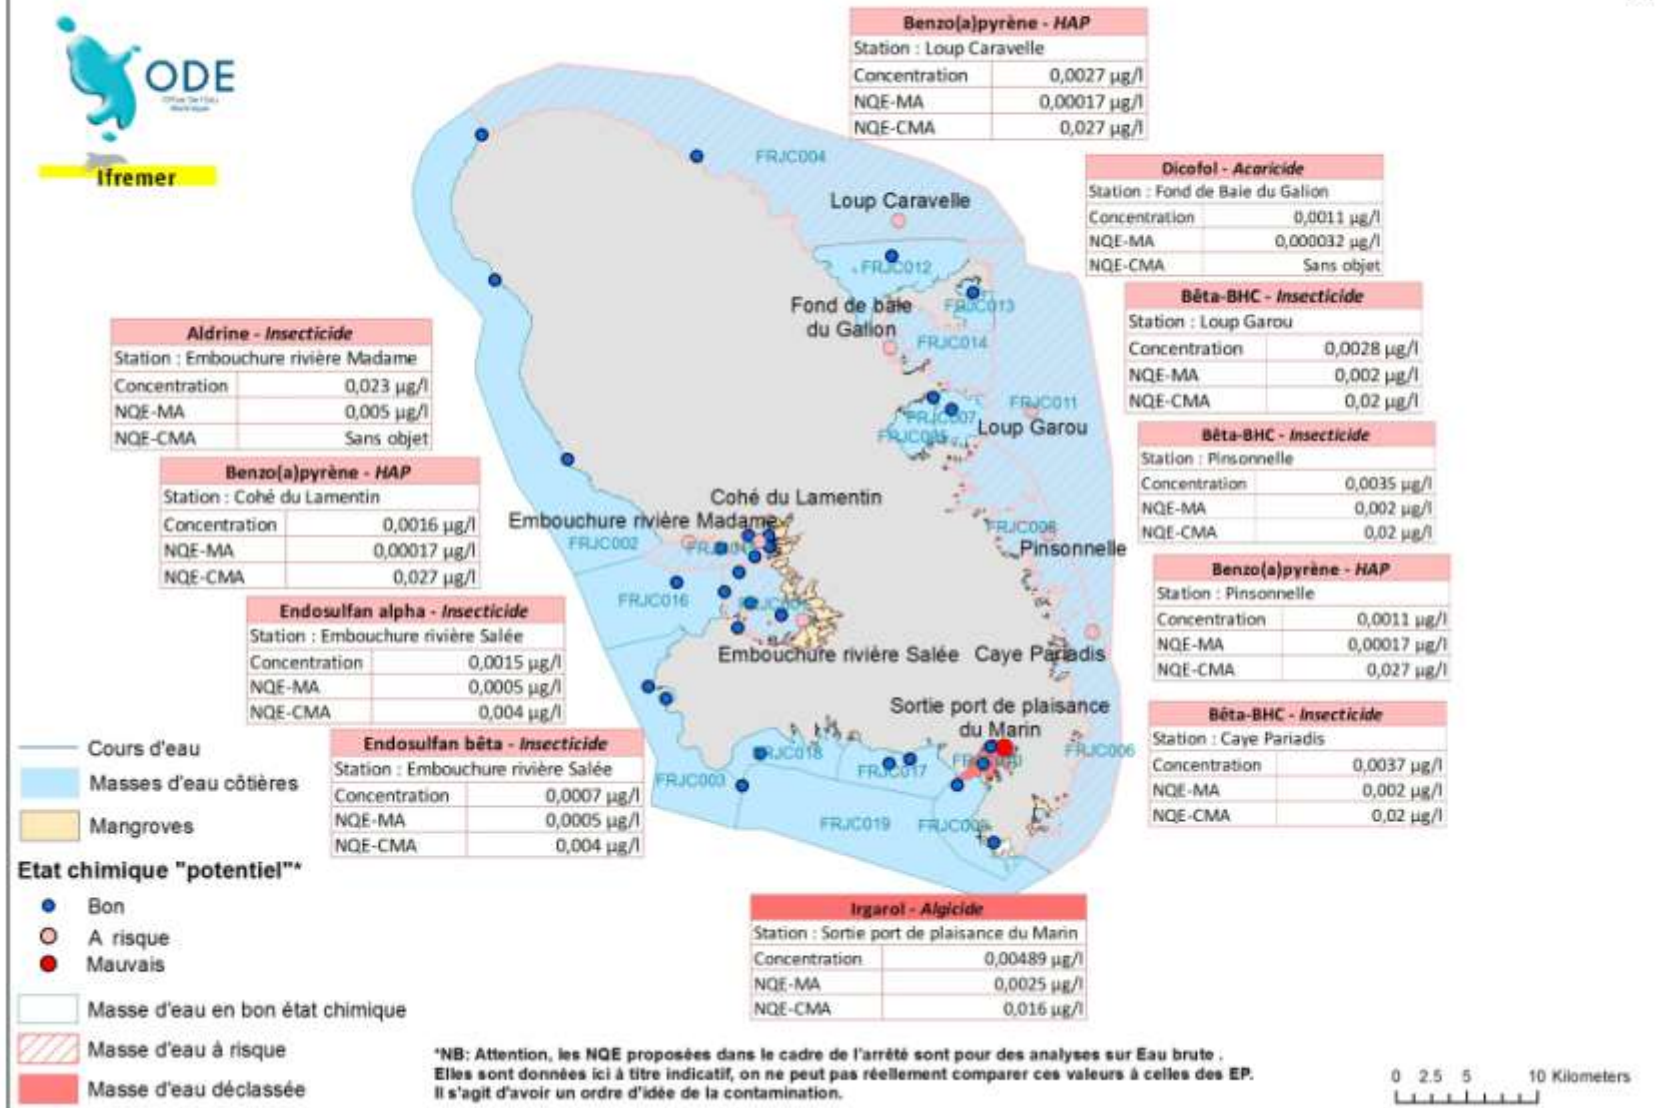 ODE
Ifremer
Benzo(a)pyrène - HAP
Station : Loup Caravelle
Concentration 0,0027 µg/l
NQE-MA 0,00017 µg/l
NQE-CMA 0,027 µg/l
Dicofol - Acaricide
Station : Fond de Baie du Galion
Concentration 0,0011 µg/l
NQE-MA 0,000032 µg/l
NQE-CMA Sans objet
Bêta-BHC - Insecticide
Station : Loup Garou
Concentration 0,0028 µg/l
NQE-MA 0,002 µg/l
NQE-CMA 0,02 µg/l
Aldrine - Insecticide
Station : Embouchure rivière Madame
Concentration 0,023 µg/l
NQE-MA 0,005 µg/l
NQE-CMA Sans objet
Bêta-BHC - Insecticide
Station : Pinsonnelle
Concentration 0,0035 µg/l
NQE-MA 0,002 µg/l
NQE-CMA 0,02 µg/l
Benzo(a)pyrène - HAP
Station : Cohé du Lamentin
Concentration 0,0016 µg/l
NQE-MA 0,00017 µg/l
NQE-CMA 0,027 µg/l
Benzo(a)pyrène - HAP
Station : Pinsonnelle
Concentration 0,0011 µg/l
NQE-MA 0,00017 µg/l
NQE-CMA 0,027 µg/l
Endosulfan alpha - Insecticide
Station : Embouchure rivière Salée
Concentration 0,0015 µg/l
NQE-MA 0,0005 µg/l
NQE-CMA 0,004 µg/l
Bêta-BHC - Insecticide
Station : Caye Pariadis
Concentration 0,0037 µg/l
NQE-MA 0,002 µg/l
NQE-CMA 0,02 µg/l
Endosulfan bêta - Insecticide
Station : Embouchure rivière Salée
Concentration 0,0007 µg/l
NQE-MA 0,0005 µg/l
NQE-CMA 0,004 µg/l
Irgarol - Algicide
Station : Sortie port de plaisance du Marin
Concentration 0,00489 µg/l
NQE-MA 0,0025 µg/l
NQE-CMA 0,016 µg/l
FRJC004
Loup Caravelle
FRJC012
FRJC013
Fond de baie
du Galion
FRJC014
FRJC011
FRJC007
Loup Garou
Cohé du Lamentin
Embouchure rivière Madame
FRJC002
Pinsonnelle
FRJC016
Embouchure rivière Salée
Caye Pariadis
Sortie port de plaisance
du Marin
FRJC006
FRJC018
FRJC017
FRJC003
FRJC019
Cours d'eau
Masses d'eau côtières
Mangroves
Etat chimique "potentiel"*
Bon
A risque
Mauvais
Masse d'eau en bon état chimique
Masse d'eau à risque
Masse d'eau déclassée
*NB: Attention, les NQE proposées dans le cadre de l'arrêté sont pour des analyses sur Eau brute .
Elles sont données ici à titre indicatif, on ne peut pas réellement comparer ces valeurs à celles des EP.
Il s'agit d'avoir un ordre d'idée de la contamination.
0 2.5 5 10 Kilometers